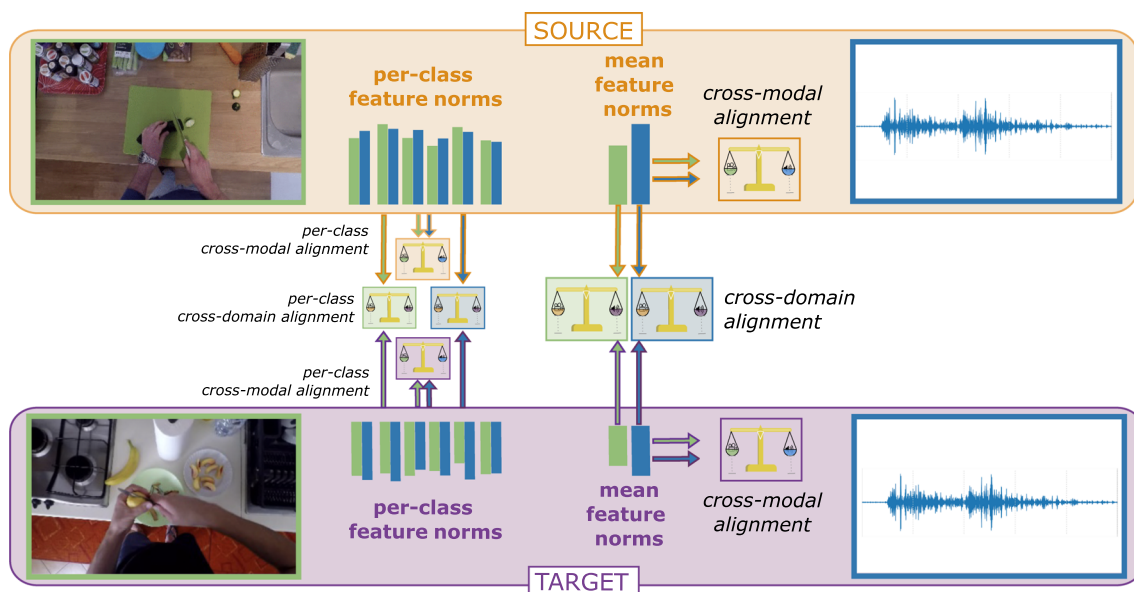 SOURCE
per-class
feature norms
mean
feature
norms
cross-modal
alignment
per-class
cross-modal alignment
per-class
cross-domain alignment
per-class
cross-modal alignment
cross-domain
alignment
per-class
feature norms
mean
feature
norms
cross-modal
alignment
TARGET